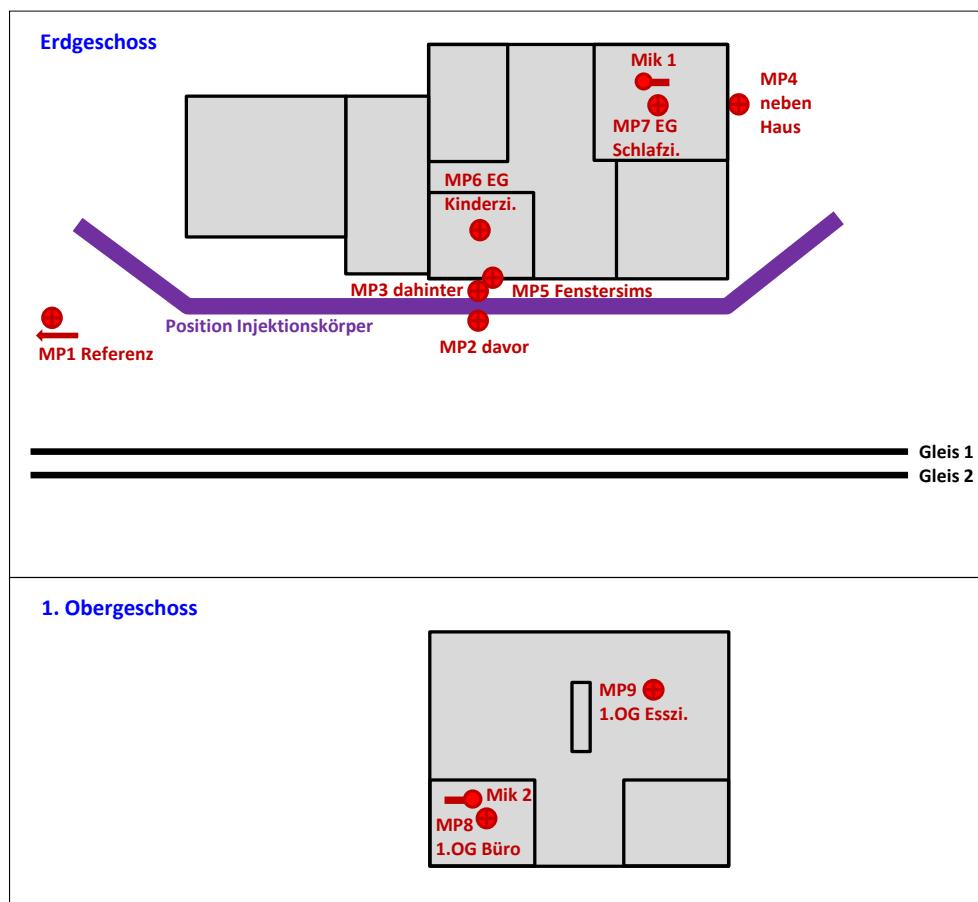 Erdgeschoss
Mik 1
MP4
neben
Haus
MP7 EG
Schlafzi.
MP6 EG
Kinderzi.
MP3 dahinter
MP5 Fenstersims
Position Injektionskörper
MP2 davor
MP1 Referenz
Gleis 1
Gleis 2
1. Obergeschoss
MP9
1.OG Esszi.
Mik 2
MP8
1.OG Büro